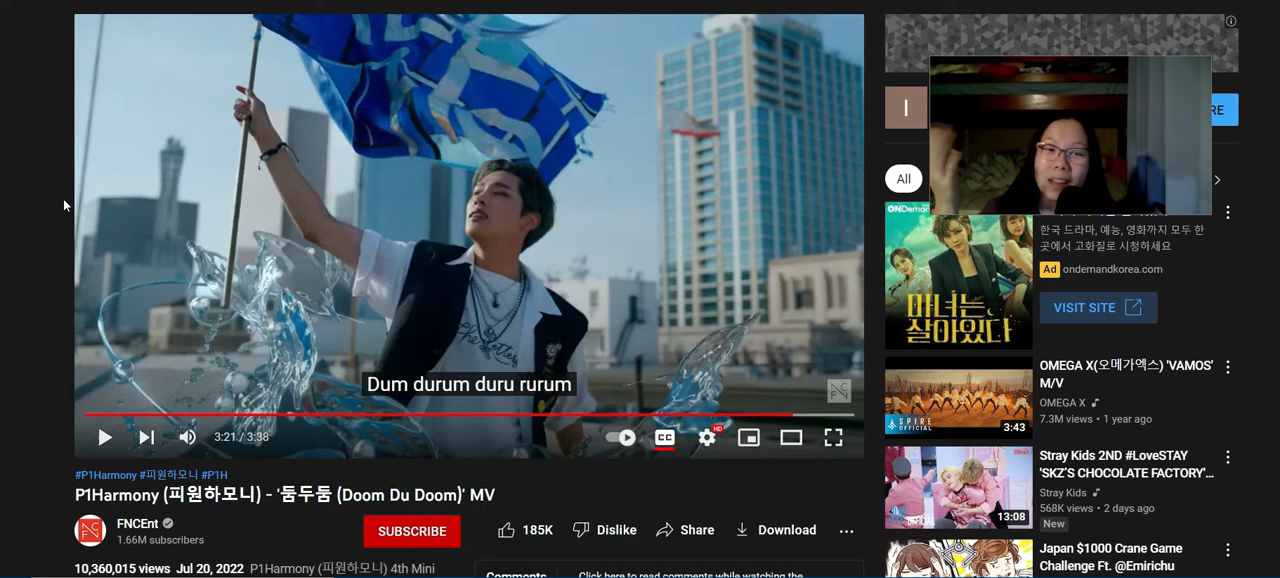 Dum durum duru rurum
3:21 / 3:38
CC
HD
#P1Harmony #피원하모니 #P1H
P1Harmony (피원하모니) - '둠두둠 (Doom Du Doom)' MV
FNCEnt
1.66M subscribers
SUBSCRIBE
185K
Dislike
Share
Download
10,360,015 views Jul 20, 2022 P1Harmony (피원하모니) 4th Mini
Comments
Click here to read comments while watching the
I
RE
All
ONDemand
마녀는
살아있다
한국 드라마, 예능, 영화까지 모두 한
곳에서 고화질로 시청하세요
Ad ondemandkorea.com
VISIT SITE
SPIRE
OFFICIAL
3:43
OMEGA X(오메가엑스) 'VAMOS'
M/V
OMEGA X
7.3M views • 1 year ago
13:08
Stray Kids 2ND #LoveSTAY
'SKZ'S CHOCOLATE FACTORY'...
Stray Kids
568K views • 2 days ago
New
Japan $1000 Crane Game
Challenge Ft. @Emirichu